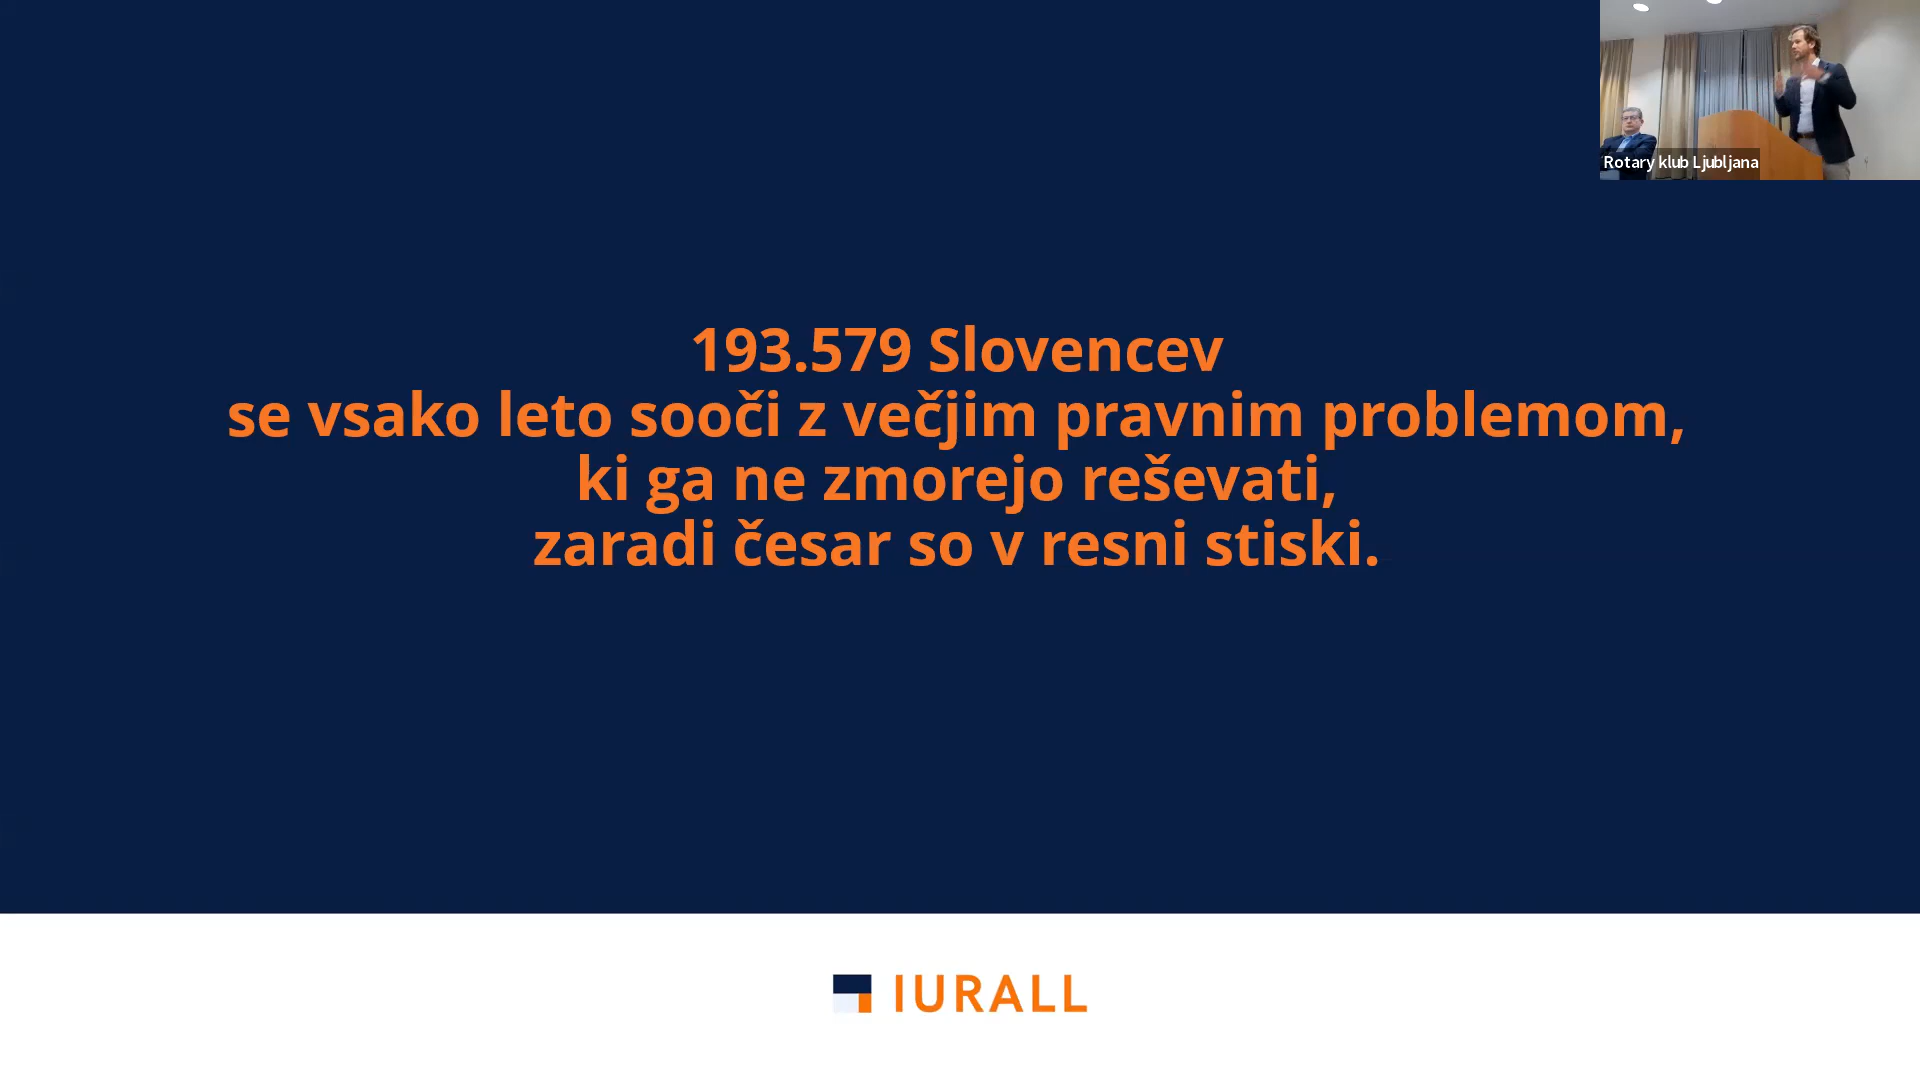 Rotary klub Ljubljana
193.579 Slovencev
se vsako leto sooči z večjim pravnim problemom,
ki ga ne zmorejo reševati,
zaradi česar so v resni stiski.
IURALL